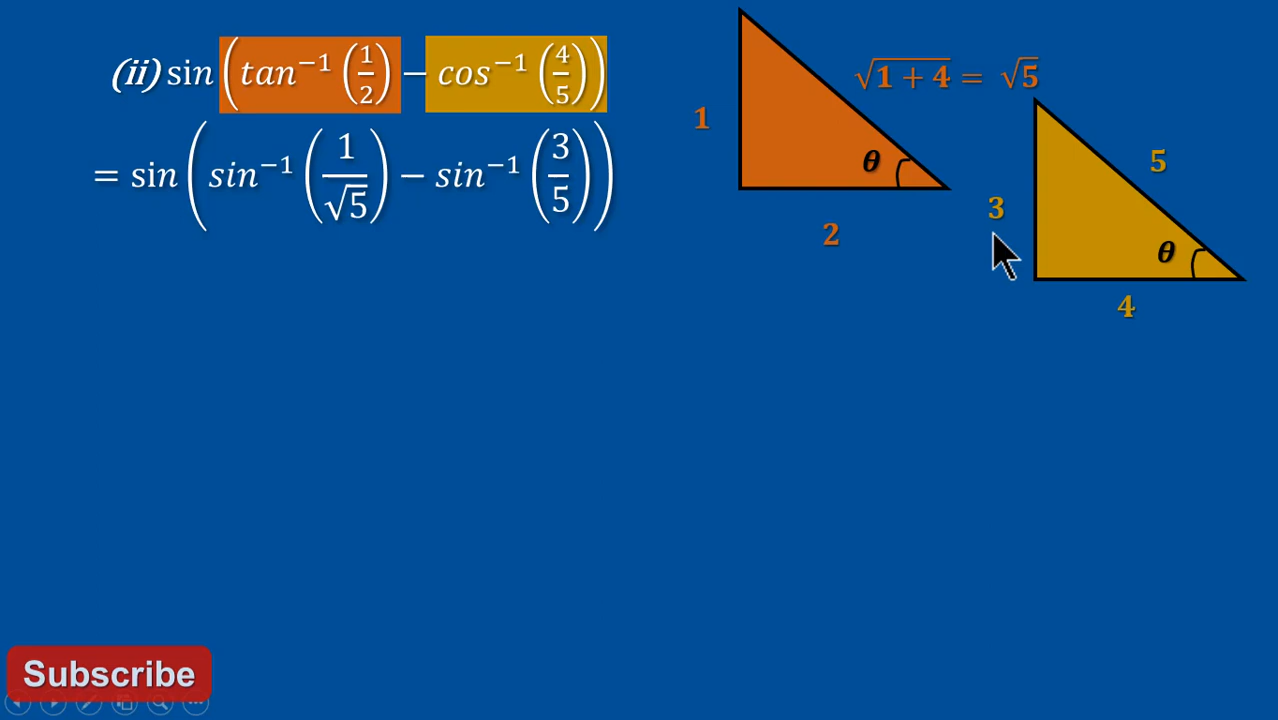 (ii) sin (tan⁻¹ (1/2) − cos⁻¹ (4/5))
= sin (sin⁻¹ (1/√5) − sin⁻¹ (3/5))
√1 + 4 = √5
1
θ
2
5
3
θ
4
Subscribe